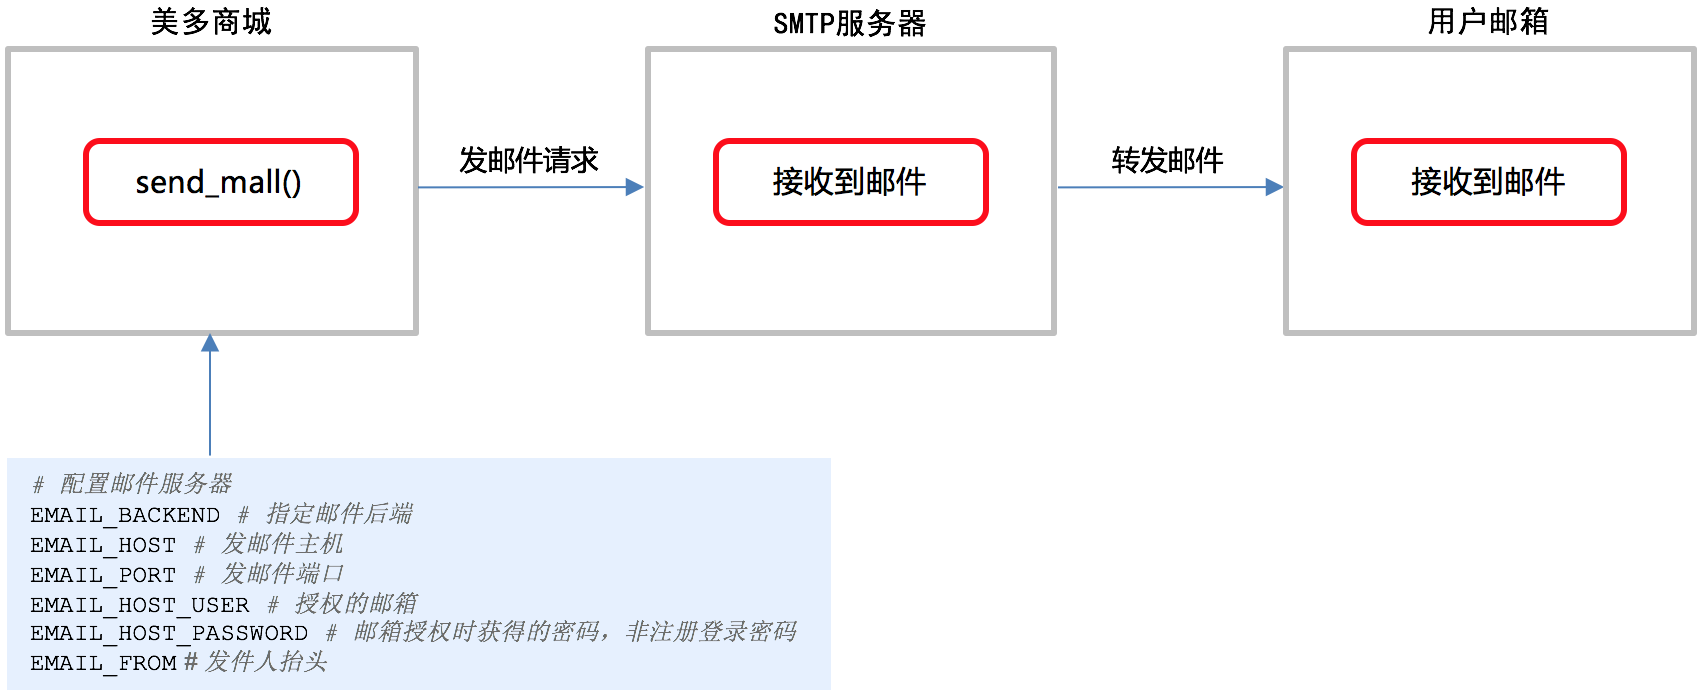 美多商城
SMTP服务器
用户邮箱
send_mall()
发邮件请求
接收到邮件
转发邮件
接收到邮件
# 配置邮件服务器
EMAIL_BACKEND # 指定邮件后端
EMAIL_HOST # 发邮件主机
EMAIL_PORT # 发邮件端口
EMAIL_HOST_USER # 授权的邮箱
EMAIL_HOST_PASSWORD # 邮箱授权时获得的密码，非注册登录密码
EMAIL_FROM # 发件人抬头